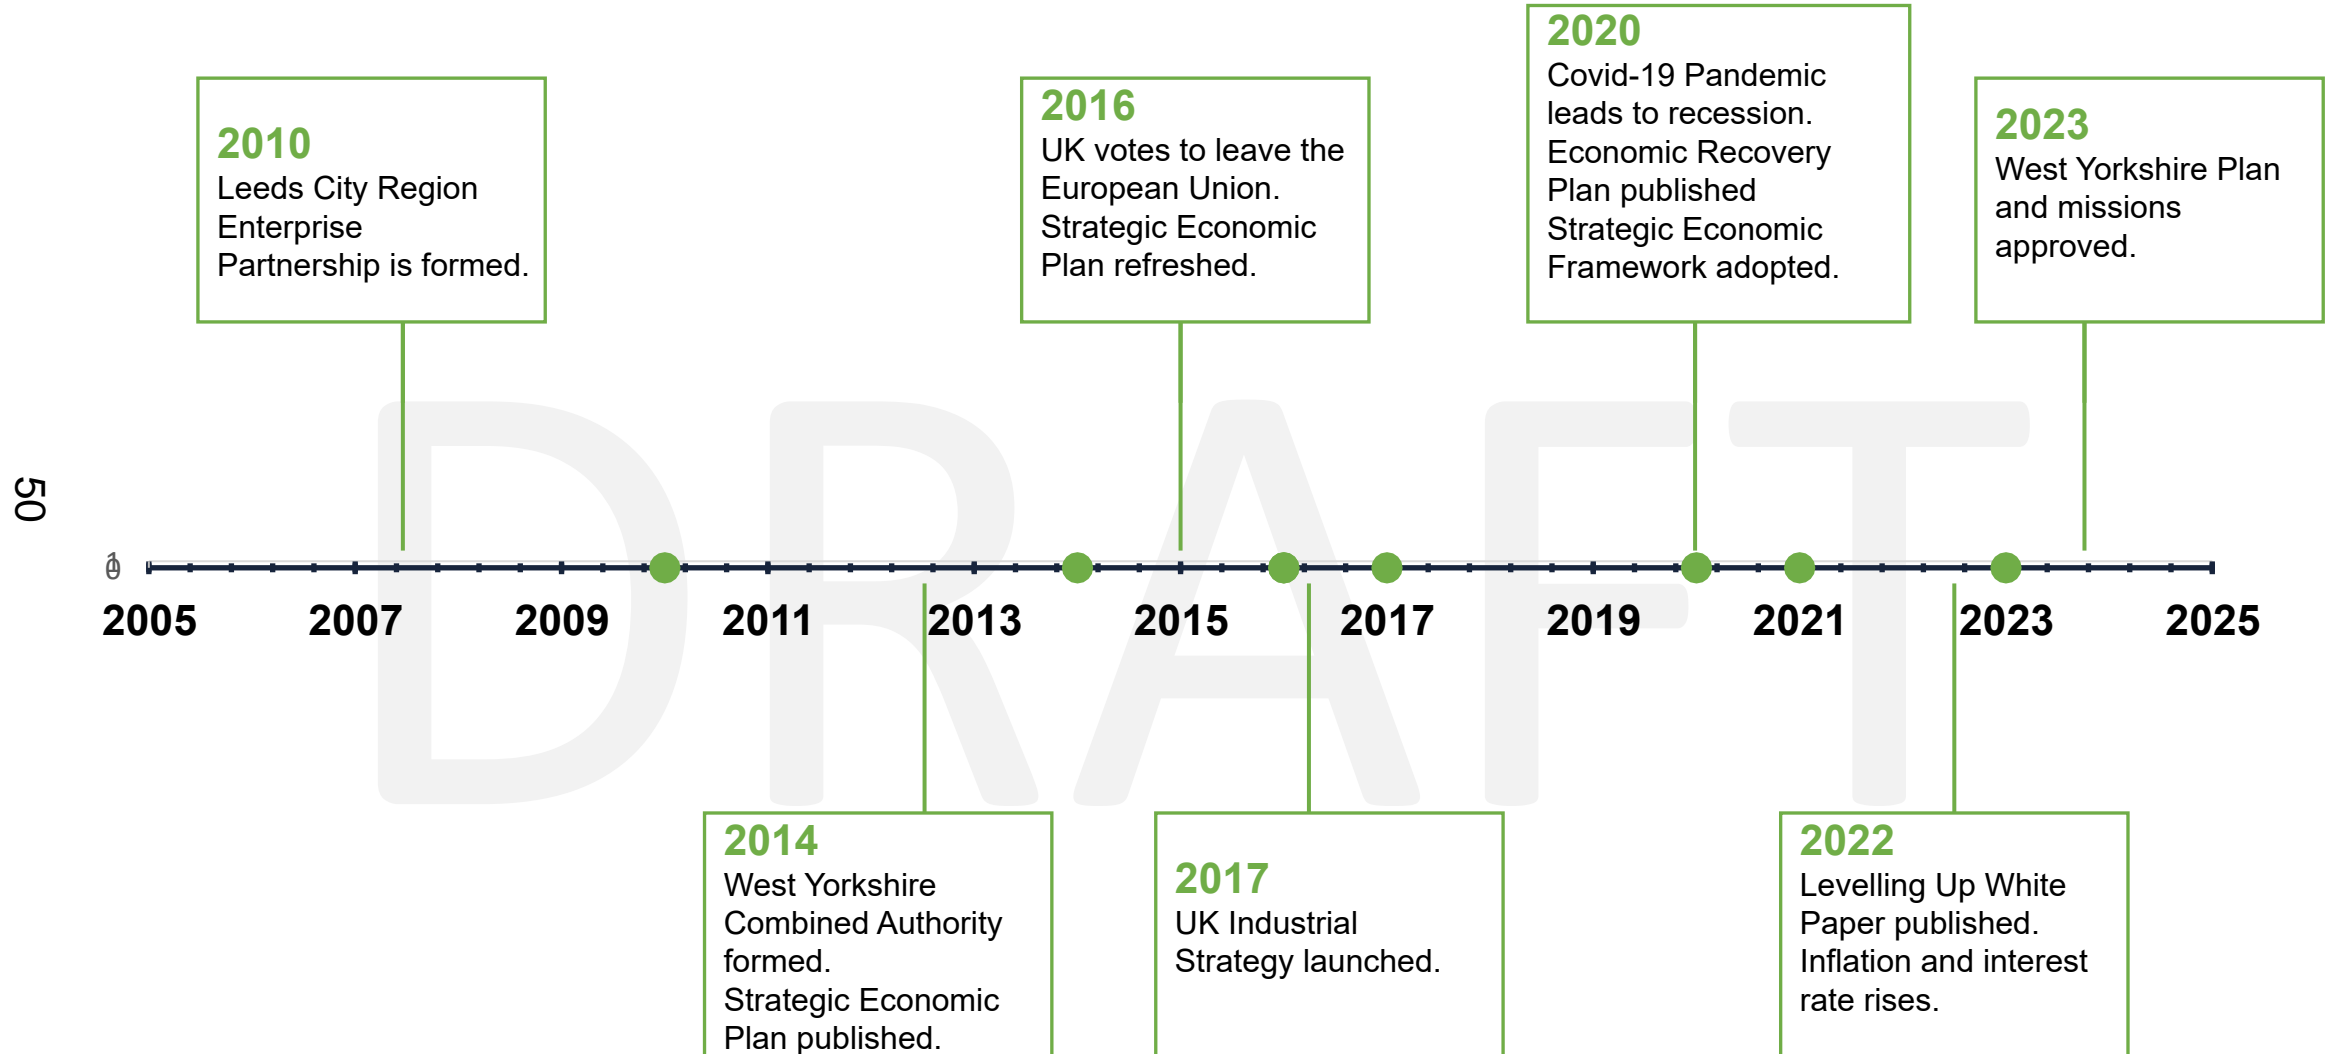 2010
Leeds City Region
Enterprise
Partnership is formed.
2016
UK votes to leave the
European Union.
Strategic Economic
Plan refreshed.
2020
Covid-19 Pandemic
leads to recession.
Economic Recovery
Plan published
Strategic Economic
Framework adopted.
2023
West Yorkshire Plan
and missions
approved.
50
DRAFT
1
0
2005 2007 2009 2011 2013 2015 2017 2019 2021 2023 2025
2014
West Yorkshire
Combined Authority
formed.
Strategic Economic
Plan published.
2017
UK Industrial
Strategy launched.
2022
Levelling Up White
Paper published.
Inflation and interest
rate rises.